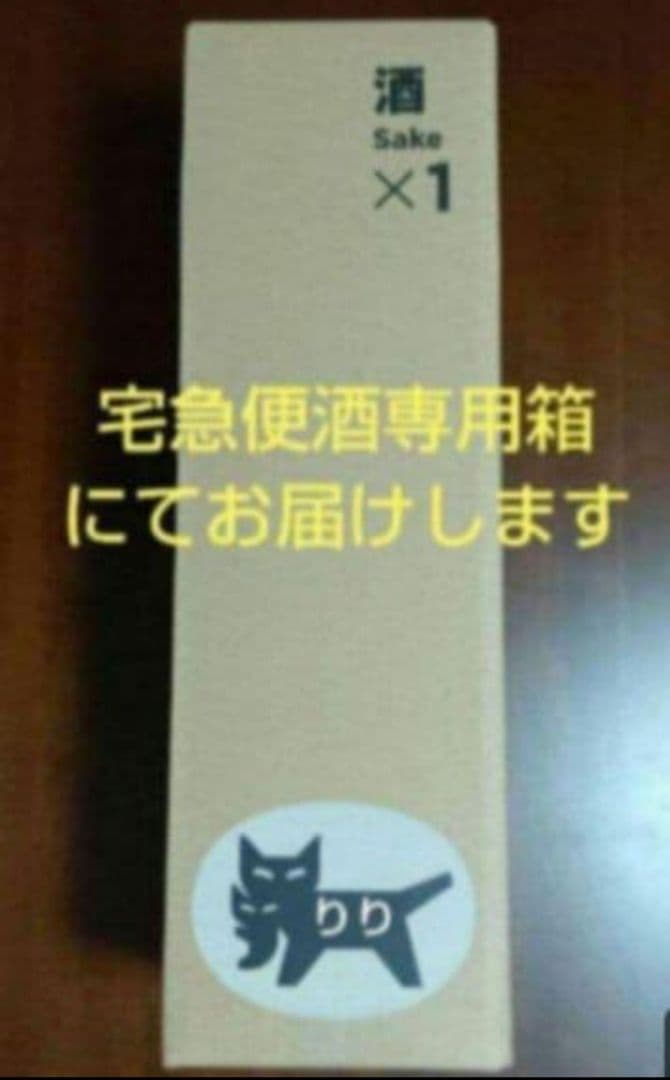 酒
Sake
×1
宅急便酒専用箱
にてお届けします
りり